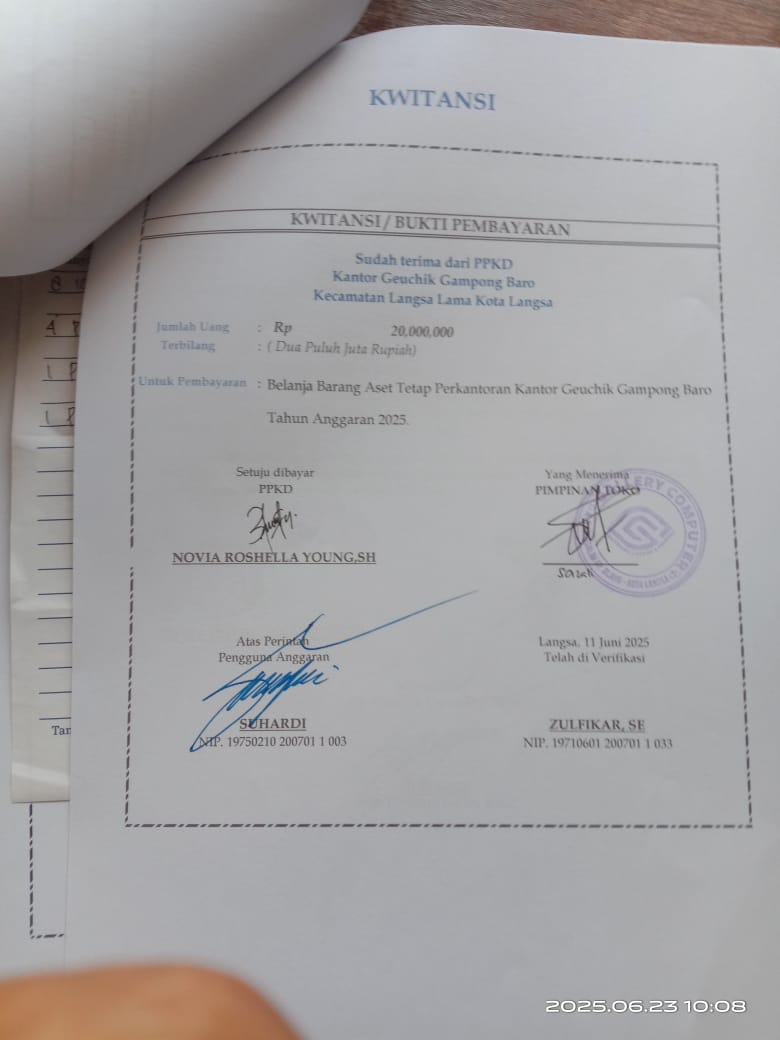 KWITANSI
KWITANSI / BUKTI PEMBAYARAN
Sudah terima dari PPKD
Kantor Geuchik Gampong Baro
Kecamatan Langsa Lama Kota Langsa
Jumlah Uang : Rp 20,000,000
Terbilang : ( Dua Puluh Juta Rupiah)
Untuk Pembayaran : Belanja Barang Aset Tetap Perkantoran Kantor Geuchik Gampong Baro
Tahun Anggaran 2025.
Setuju dibayar
PPKD
NOVIA ROSHELLA YOUNG,SH
Yang Menerima
PIMPINAN TOKO
COMPUTER
Atas Perintah
Pengguna Anggaran
SUHARDI
NIP. 19750210 200701 1 003
Langsa, 11 Juni 2025
Telah di Verifikasi
ZULFIKAR, SE
NIP. 19710601 200701 1 033
Tan
2025.06.23 10:08